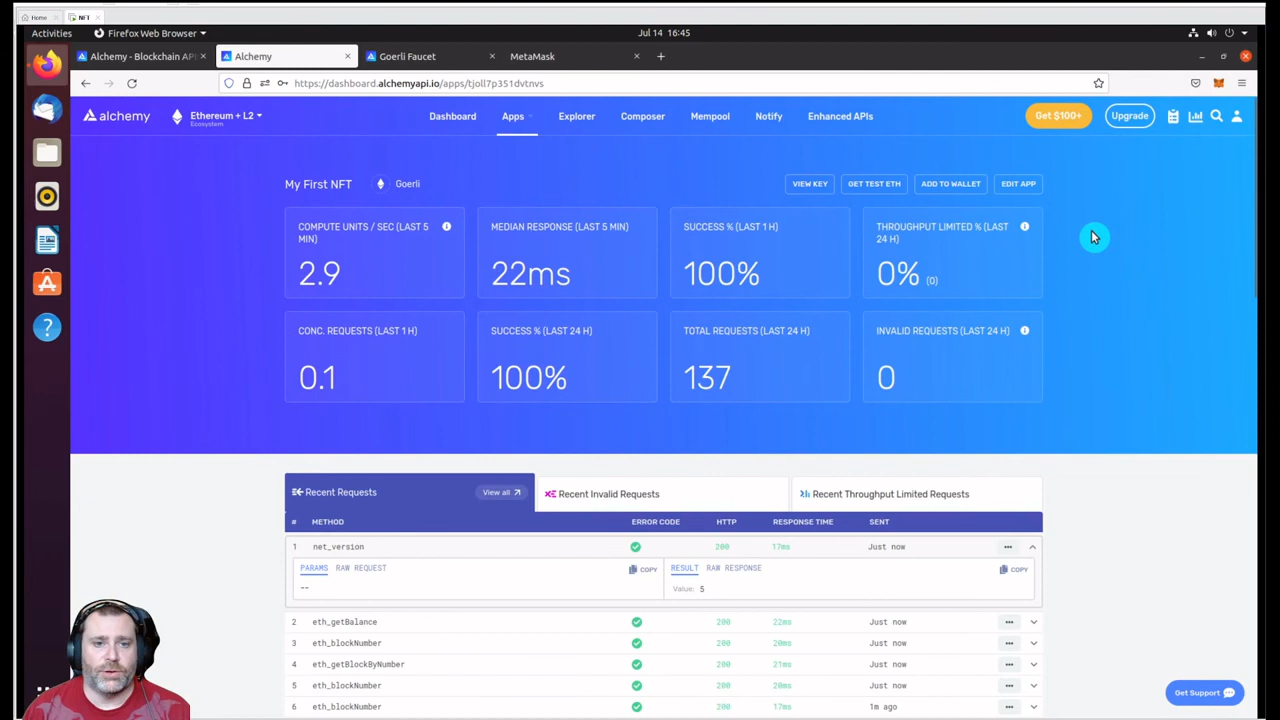 Home
NFT
Activities
Firefox Web Browser
Jul 14 16:45
Alchemy - Blockchain API
Alchemy
Goerli Faucet
MetaMask
https://dashboard.alchemyapi.io/apps/tjoll7p351dvtnvs
alchemy
Ethereum + L2
Ecosystem
Dashboard
Apps
Explorer
Composer
Mempool
Notify
Enhanced APIs
Get $100+
Upgrade
My First NFT
Goerli
VIEW KEY
GET TEST ETH
ADD TO WALLET
EDIT APP
COMPUTE UNITS / SEC (LAST 5
MIN)
2.9
MEDIAN RESPONSE (LAST 5 MIN)
22ms
SUCCESS % (LAST 1 H)
100%
THROUGHPUT LIMITED % (LAST
24 H)
0% (0)
CONC. REQUESTS (LAST 1 H)
0.1
SUCCESS % (LAST 24 H)
100%
TOTAL REQUESTS (LAST 24 H)
137
INVALID REQUESTS (LAST 24 H)
0
Recent Requests
View all
Recent Invalid Requests
Recent Throughput Limited Requests
# METHOD ERROR CODE HTTP RESPONSE TIME SENT
1 net_version 200 17ms Just now
PARAMS RAW REQUEST COPY
--
RESULT RAW RESPONSE COPY
Value: 5
2 eth_getBalance 200 22ms Just now
3 eth_blockNumber 200 20ms Just now
4 eth_getBlockByNumber 200 21ms Just now
5 eth_blockNumber 200 20ms Just now
6 eth_blockNumber 200 17ms 1m ago
Get Support